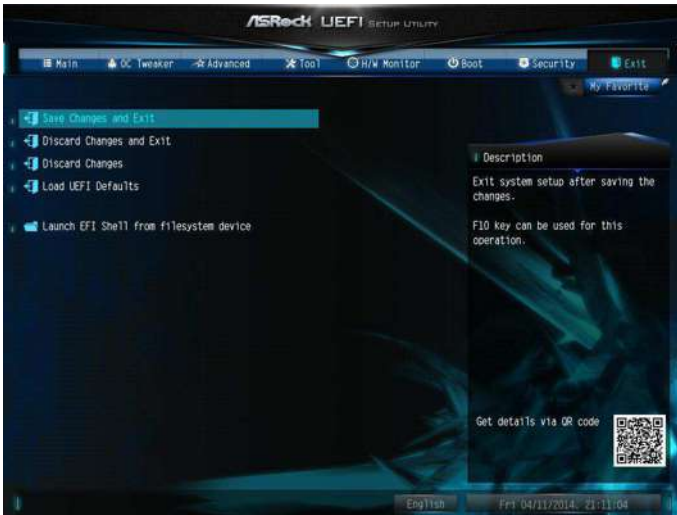 ASRock UEFI SETUP UTILITY
Main OC Tweaker Advanced Tool H/W Monitor Boot Security Exit
My Favorite
Save Changes and Exit
Discard Changes and Exit
Discard Changes
Load UEFI Defaults
Launch EFI Shell from filesystem device
Description
Exit system setup after saving the
changes.
F10 key can be used for this
operation.
Get details via QR code
English Fri 04/11/2014, 21:11:04